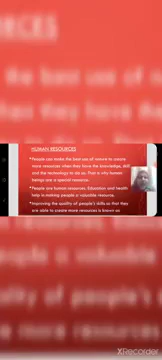 HUMAN RESOURCES
• People can make the best use of nature to create
more resources when they have the knowledge, skill,
and the technology to do so. That is why human
beings are a special resource.
• People are human resources. Education and health
help in making people a valuable resource.
• Improving the quality of people's skills so that they
are able to create more resources is known as
XRecorder